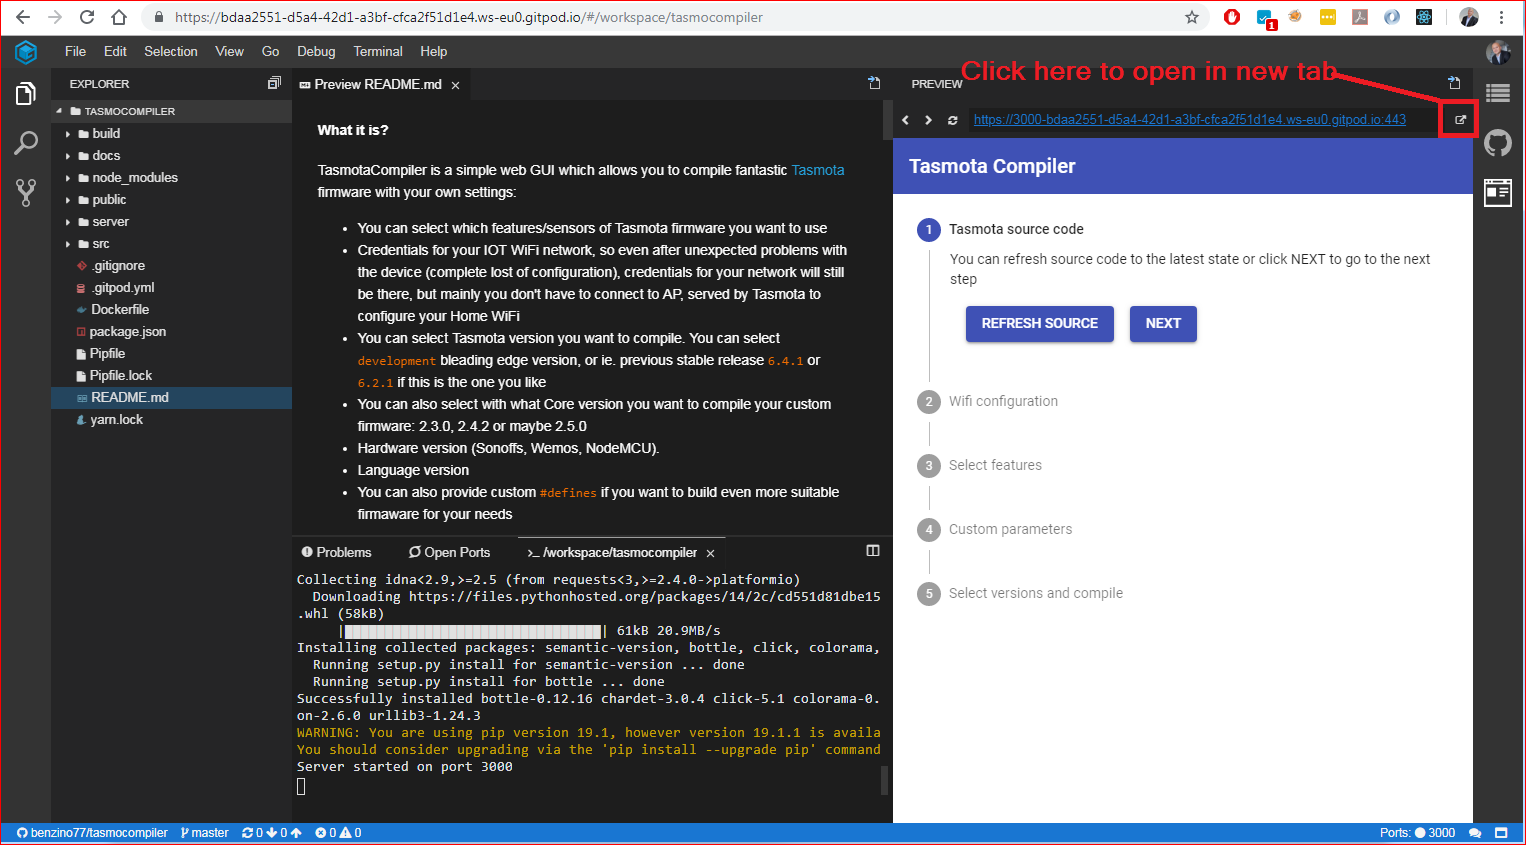 https://bdaa2551-d5a4-42d1-a3bf-cfca2f51d1e4.ws-eu0.gitpod.io/#/workspace/tasmocompiler
1
File Edit Selection View Go Debug Terminal Help
EXPLORER
TASMOCOMPILER
build
docs
node_modules
public
server
src
.gitignore
.gitpod.yml
Dockerfile
package.json
Pipfile
Pipfile.lock
README.md
yarn.lock
Preview README.md
What it is?
TasmotaCompiler is a simple web GUI which allows you to compile fantastic Tasmota
firmware with your own settings:
• You can select which features/sensors of Tasmota firmware you want to use
• Credentials for your IOT WiFi network, so even after unexpected problems with
the device (complete lost of configuration), credentials for your network will still
be there, but mainly you don't have to connect to AP, served by Tasmota to
configure your Home WiFi
• You can select Tasmota version you want to compile. You can select
development bleading edge version, or ie. previous stable release 6.4.1 or
6.2.1 if this is the one you like
• You can also select with what Core version you want to compile your custom
firmware: 2.3.0, 2.4.2 or maybe 2.5.0
• Hardware version (Sonoffs, Wemos, NodeMCU).
• Language version
• You can also provide custom #defines if you want to build even more suitable
firmaware for your needs
Problems Open Ports >_ /workspace/tasmocompiler
Collecting idna<2.9,>=2.5 (from requests<3,>=2.4.0->platformio)
Downloading https://files.pythonhosted.org/packages/14/2c/cd551d81dbe15
.whl (58kB)
| | 61kB 20.9MB/s
Installing collected packages: semantic-version, bottle, click, colorama,
Running setup.py install for semantic-version ... done
Running setup.py install for bottle ... done
Successfully installed bottle-0.12.16 chardet-3.0.4 click-5.1 colorama-0.
on-2.6.0 urllib3-1.24.3
WARNING: You are using pip version 19.1, however version 19.1.1 is availa
You should consider upgrading via the 'pip install --upgrade pip' command
Server started on port 3000
Click here to open in new tab
PREVIEW
https://3000-bdaa2551-d5a4-42d1-a3bf-cfca2f51d1e4.ws-eu0.gitpod.io:443
Tasmota Compiler
1 Tasmota source code
You can refresh source code to the latest state or click NEXT to go to the next
step
REFRESH SOURCE NEXT
2 Wifi configuration
3 Select features
4 Custom parameters
5 Select versions and compile
benzino77/tasmocompiler master 0 0 0 0 Ports: 3000